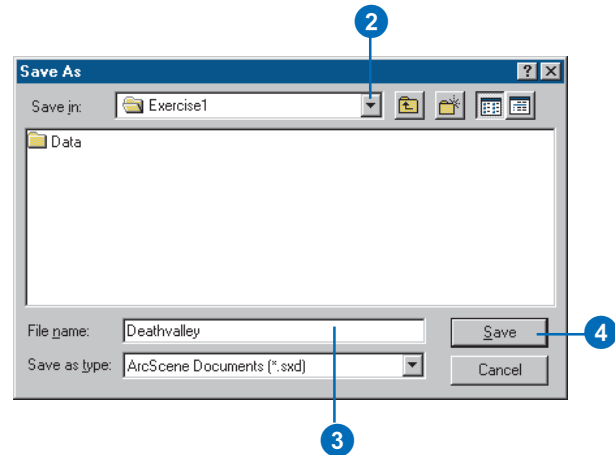 2
Save As
Save in: Exercise1
Data
File name: Deathvalley
Save
4
Save as type: ArcScene Documents (*.sxd)
Cancel
3